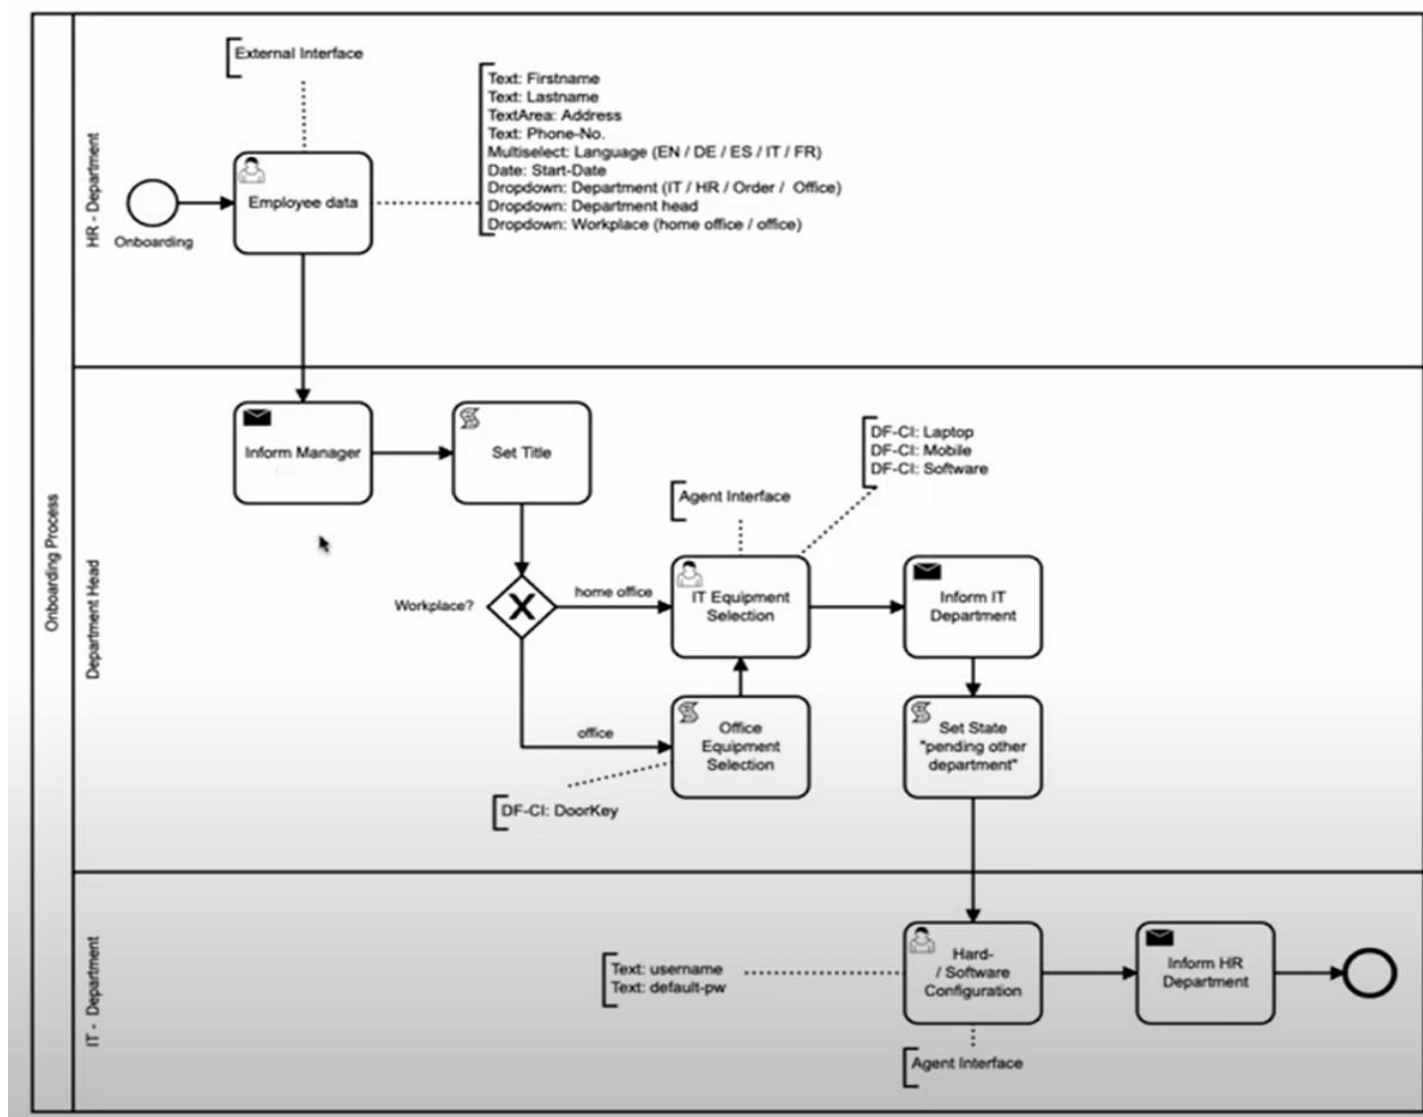 Onboarding Process
HR - Department
External Interface
Text: Firstname
Text: Lastname
TextArea: Address
Text: Phone-No.
Multiselect: Language (EN / DE / ES / IT / FR)
Date: Start-Date
Dropdown: Department (IT / HR / Order / Office)
Dropdown: Department head
Dropdown: Workplace (home office / office)
Employee data
Onboarding
Department Head
Inform Manager
Set Title
DF-CI: Laptop
DF-CI: Mobile
DF-CI: Software
Agent Interface
Workplace?
home office
IT Equipment
Selection
Inform IT
Department
office
Office
Equipment
Selection
Set State
"pending other
department"
DF-CI: DoorKey
IT - Department
Text: username
Text: default-pw
Hard-
/ Software
Configuration
Inform HR
Department
Agent Interface